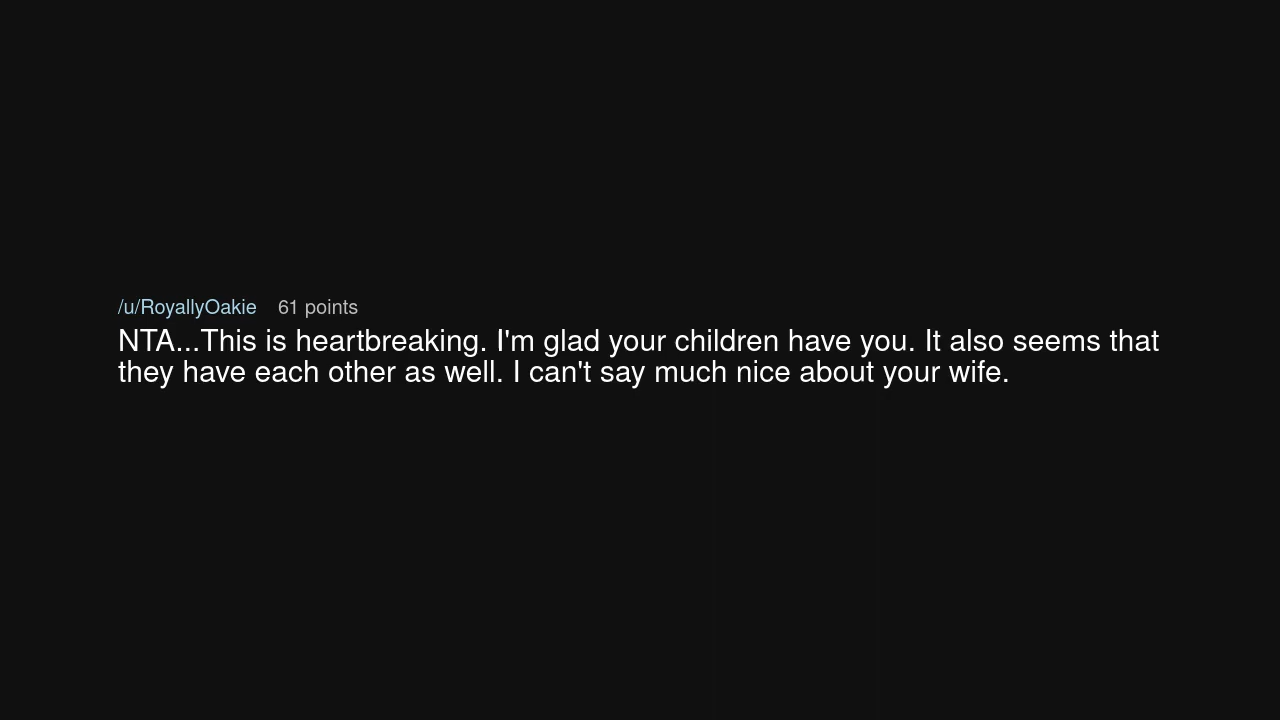 /u/RoyallyOakie 61 points
NTA...This is heartbreaking. I'm glad your children have you. It also seems that
they have each other as well. I can't say much nice about your wife.